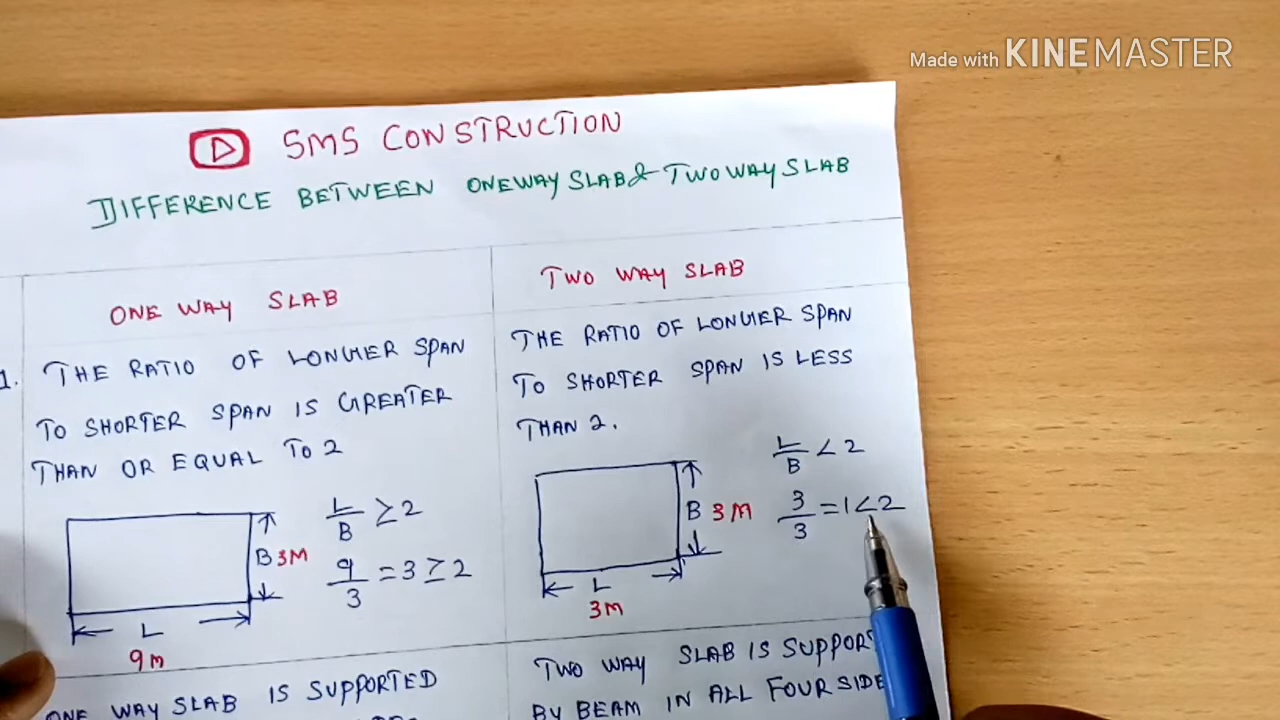 Made with KINEMASTER
SMS CONSTRUCTION
DIFFERENCE BETWEEN ONEWAY SLAB & TWO WAY SLAB
ONE WAY SLAB
1. THE RATIO OF LONGER SPAN
TO SHORTER SPAN IS GREATER
THAN OR EQUAL TO 2
L/B ≥ 2
B 3M
9/3 = 3 ≥ 2
L
9M
ONE WAY SLAB IS SUPPORTED
TWO WAY SLAB
THE RATIO OF LONGER SPAN
TO SHORTER SPAN IS LESS
THAN 2.
L/B < 2
B 3M
3/3 = 1 < 2
L
3M
TWO WAY SLAB IS SUPPORT
BY BEAM IN ALL FOUR SIDE